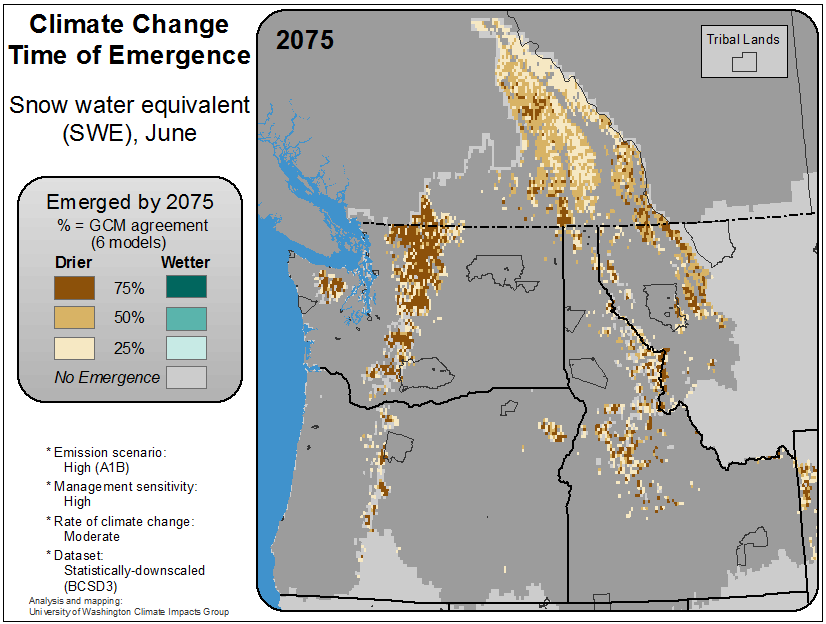 Climate Change
Time of Emergence
Snow water equivalent
(SWE), June
Emerged by 2075
% = GCM agreement
(6 models)
Drier Wetter
75%
50%
25%
No Emergence
* Emission scenario:
High (A1B)
* Management sensitivity:
High
* Rate of climate change:
Moderate
* Dataset:
Statistically-downscaled
(BCSD3)
Analysis and mapping:
University of Washington Climate Impacts Group
2075
Tribal Lands